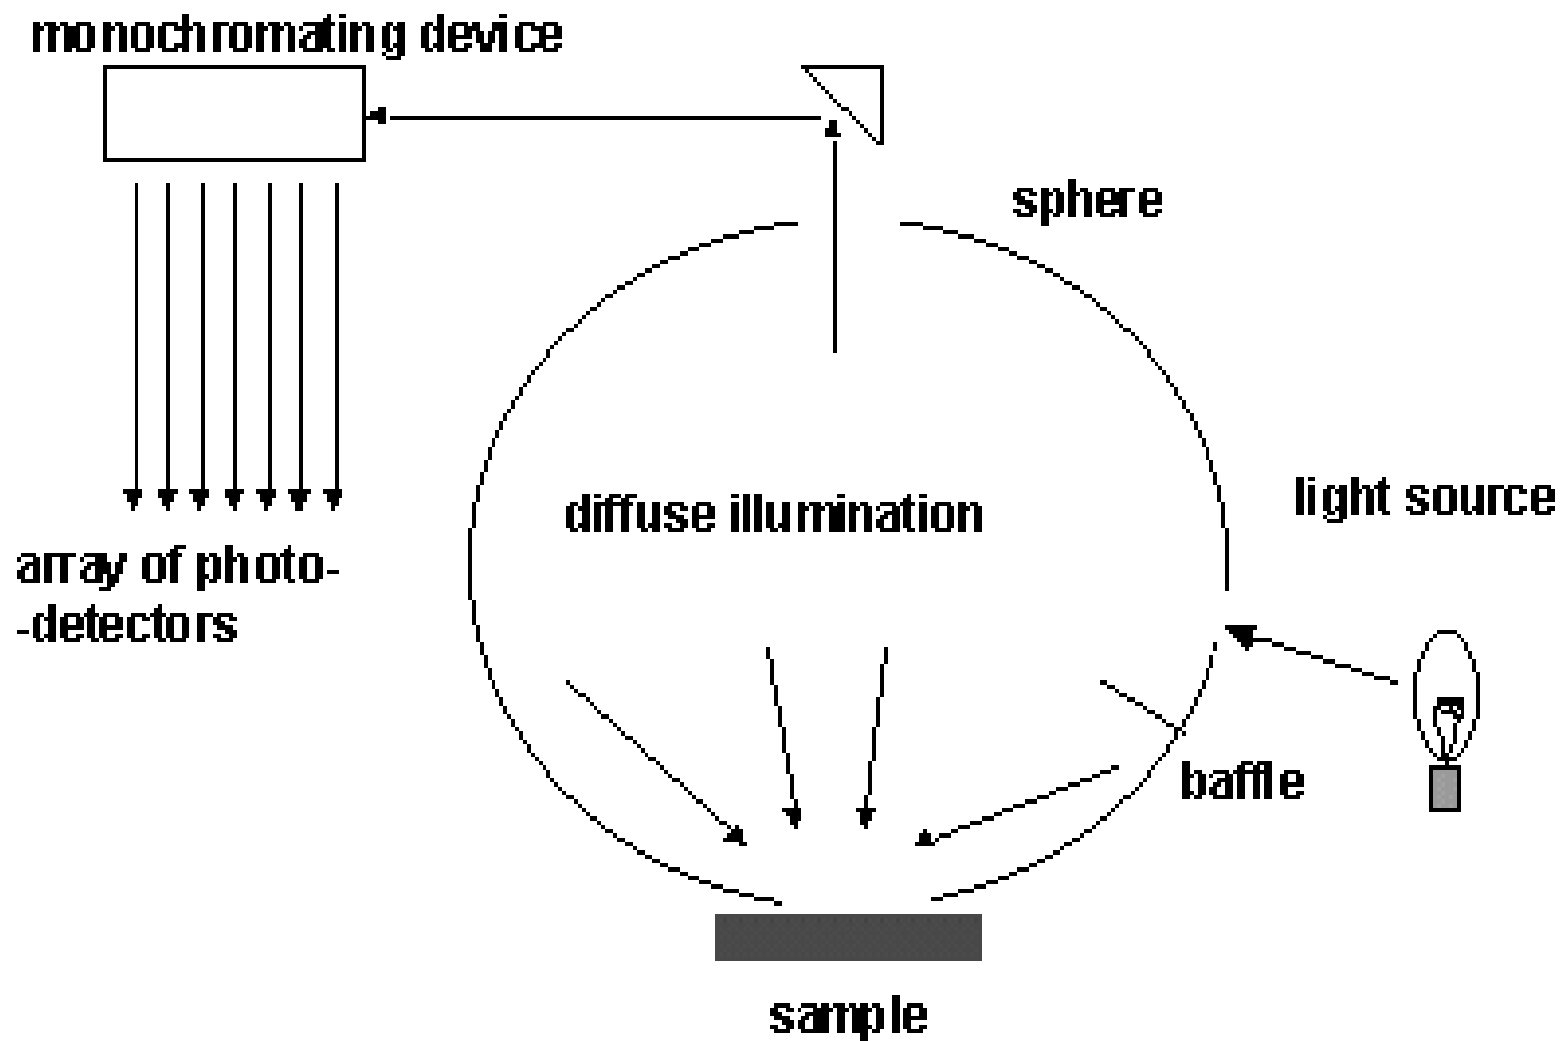 monochromating device
sphere
light source
diffuse illumination
array of photo-
-detectors
baffle
sample